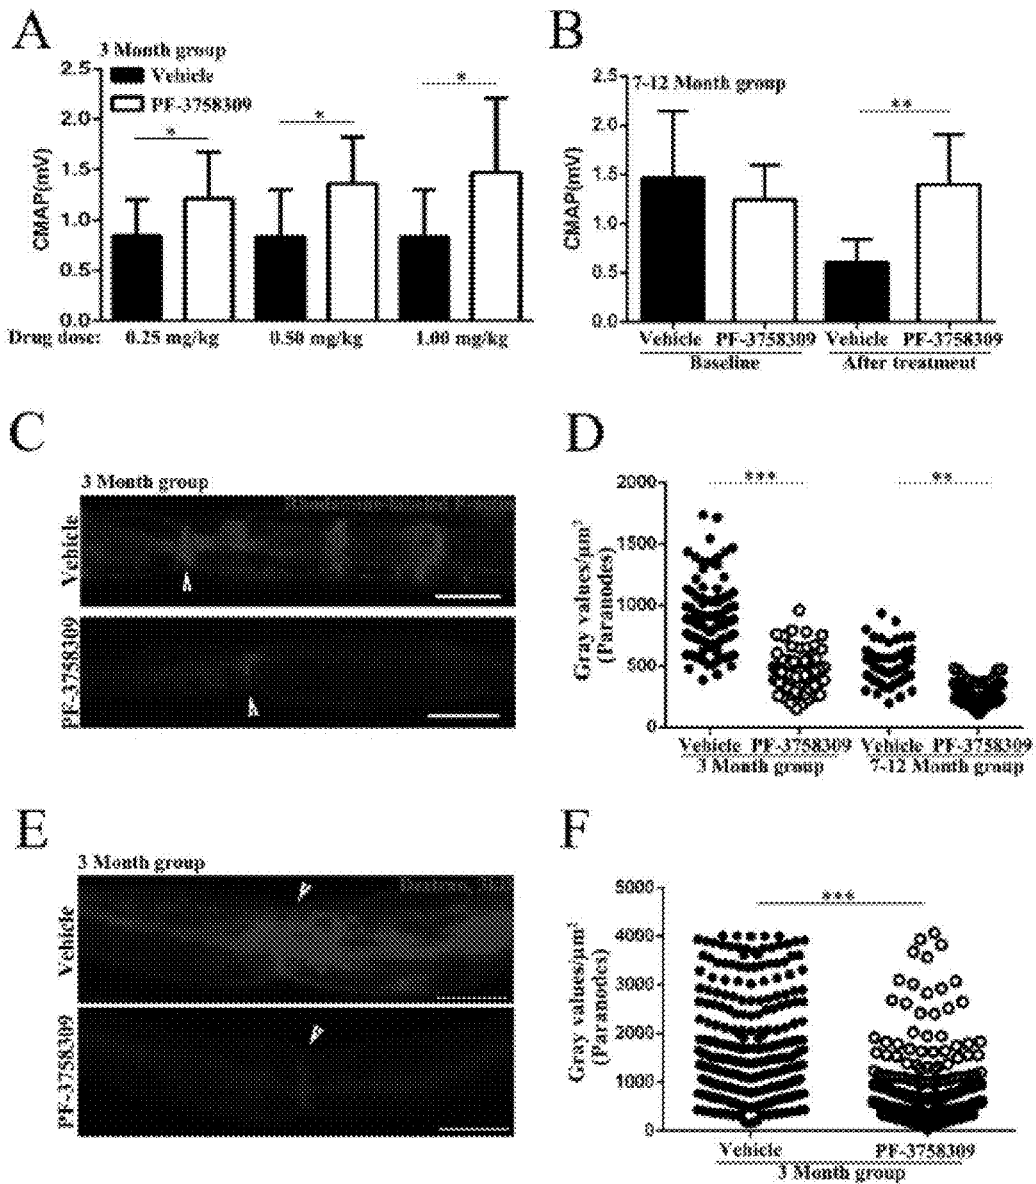 A
3 Month group
Vehicle
PF-3758309
*
*
*
CMAP(mV)
2.5
2.0
1.5
1.0
0.5
0.0
Drug dose: 0.25 mg/kg 0.50 mg/kg 1.00 mg/kg
B
7-12 Month group
**
CMAP(mV)
2.5
2.0
1.5
1.0
0.5
0.0
Vehicle PF-3758309 Vehicle PF-3758309
Baseline After treatment
C
3 Month group
Vehicle
PF-3758309
D
*** **
Gray values/µm²
(Paranodes)
2000
1500
1000
500
0
Vehicle PF-3758309 Vehicle PF-3758309
3 Month group 7-12 Month group
E
3 Month group
Vehicle
PF-3758309
F
***
Gray values/µm²
(Paranodes)
5000
4000
3000
2000
1000
0
Vehicle PF-3758309
3 Month group